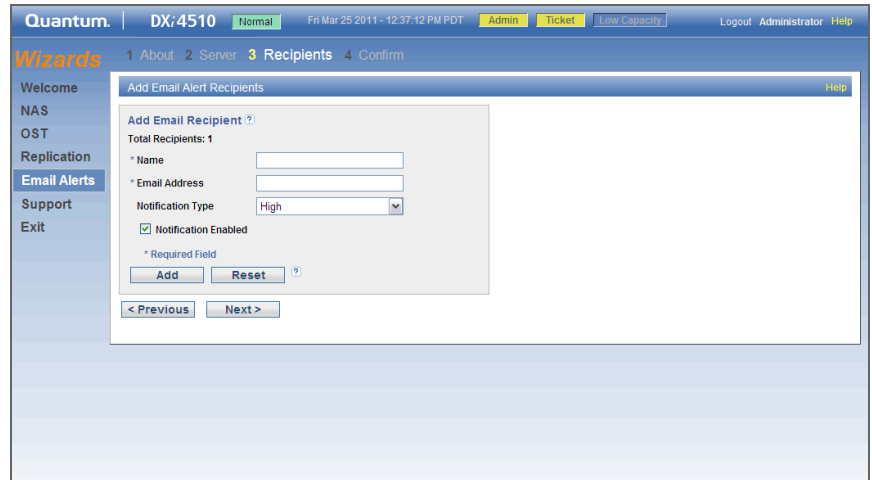 Quantum. DXi4510 Normal Fri Mar 25 2011 - 12:37:12 PM PDT Admin Ticket Low Capacity Logout Administrator Help
Wizards 1 About 2 Server 3 Recipients 4 Confirm
Welcome
NAS
OST
Replication
Email Alerts
Support
Exit
Add Email Alert Recipients Help
Add Email Recipient ?
Total Recipients: 1
* Name
* Email Address
Notification Type High
Notification Enabled
* Required Field
Add Reset ?
< Previous Next >